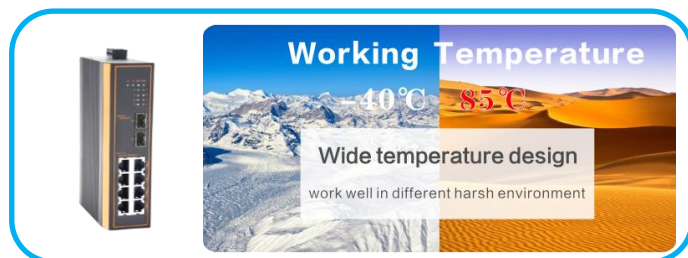 Working Temperature
-40℃ 85℃
Wide temperature design
work well in different harsh environment